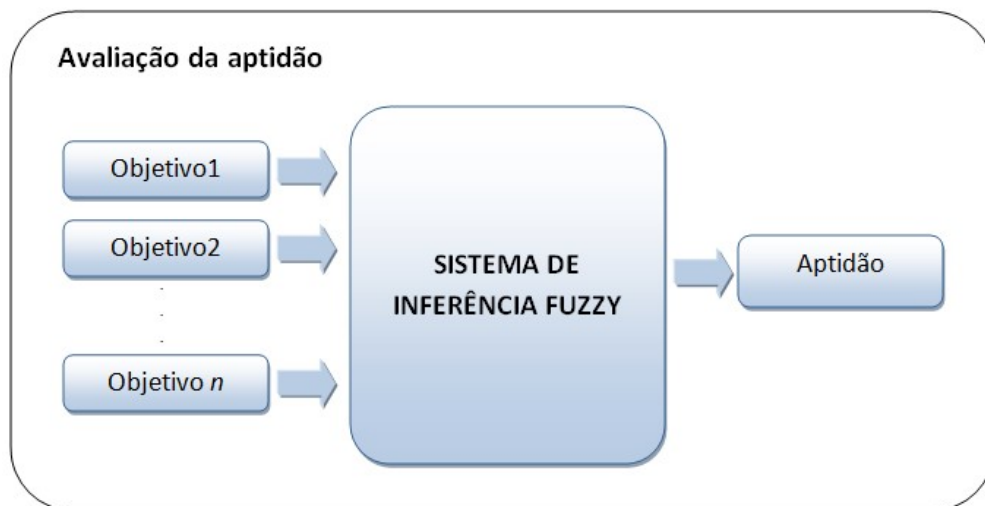 Avaliação da aptidão
Objetivo1
Objetivo2
.
.
.
Objetivo n
SISTEMA DE
INFERÊNCIA FUZZY
Aptidão